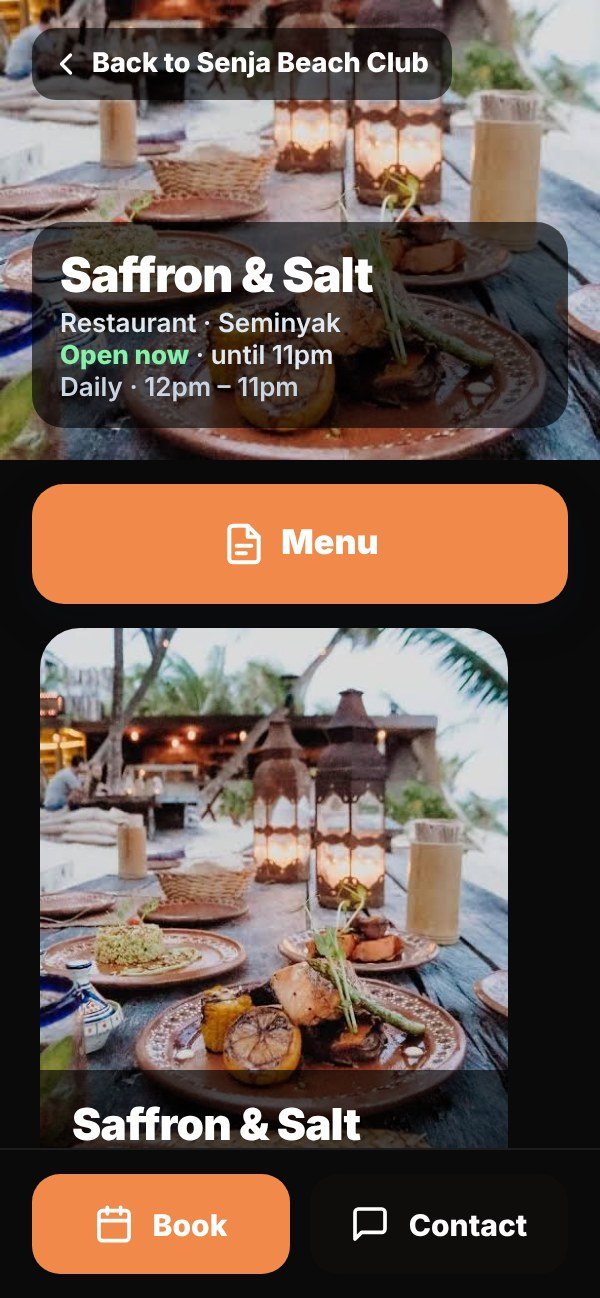 Back to Senja Beach Club
Saffron & Salt
Restaurant · Seminyak
Open now · until 11pm
Daily · 12pm – 11pm
Menu
Saffron & Salt
Book
Contact